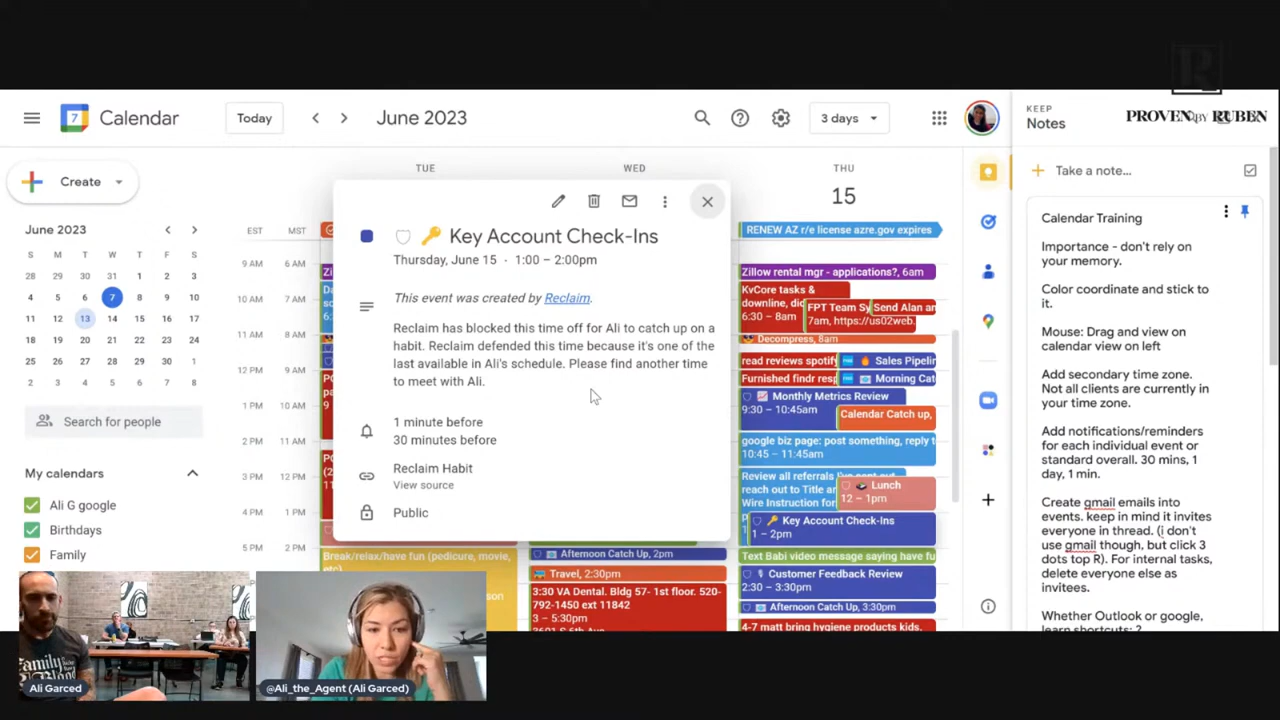 PROVEN BY RUBEN
Calendar
Today
June 2023
3 days
KEEP
Notes
Create
Take a note...
June 2023
S M T W T F S
28 29 30 31 1 2 3
4 5 6 7 8 9 10
11 12 13 14 15 16 17
18 19 20 21 22 23 24
25 26 27 28 29 30 1
2 3 4 5 6 7 8
Search for people
My calendars
Ali G google
Birthdays
Family
EST MST
9 AM 6 AM
10 AM 7 AM
11 AM 8 AM
12 PM 9 AM
1 PM 10 AM
2 PM 11 AM
3 PM 12 PM
4 PM 1 PM
5 PM 2 PM
TUE
WED
THU
15
🔑 Key Account Check-Ins
Thursday, June 15 · 1:00 – 2:00pm
This event was created by Reclaim.
Reclaim has blocked this time off for Ali to catch up on a
habit. Reclaim defended this time because it's one of the
last available in Ali's schedule. Please find another time
to meet with Ali.
1 minute before
30 minutes before
Reclaim Habit
View source
Public
Break/relax/have fun (pedicure, movie,
etc)
Afternoon Catch Up, 2pm
Travel, 2:30pm
3:30 VA Dental. Bldg 57- 1st floor. 520-
792-1450 ext 11842
3 – 5:30pm
RENEW AZ r/e license azre.gov expires
Zillow rental mgr - applications?, 6am
KvCore tasks &
downline, did
6:30 – 8am
FPT Team Sy
7am, https://us02web.
Send Alan an
Decompress, 8am
read reviews spotify
Sales Pipelin
Furnished findr resp
Morning Cat
Monthly Metrics Review
9:30 – 10:45am
Calendar Catch up,
google biz page: post something, reply t
10:45 – 11:45am
Review all referrals I've sent out
reach out to Title an
Wire Instruction for
Lunch
12 – 1pm
🔑 Key Account Check-Ins
1 – 2pm
Text Babi video message saying have fu
Customer Feedback Review
2:30 – 3:30pm
Afternoon Catch Up, 3:30pm
4-7 matt bring hygiene products kids,
Calendar Training
Importance - don't rely on
your memory.
Color coordinate and stick to
it.
Mouse: Drag and view on
calendar view on left
Add secondary time zone.
Not all clients are currently in
your time zone.
Add notifications/reminders
for each individual event or
standard overall. 30 mins, 1
day, 1 min.
Create gmail emails into
events. keep in mind it invites
everyone in thread. (i don't
use gmail though, but click 3
dots top R). For internal tasks,
delete everyone else as
invitees.
Whether Outlook or google,
learn shortcuts: ?
Ali Garced
@Ali_the_Agent (Ali Garced)